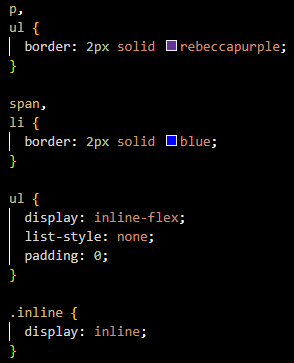 p,
ul {
  border: 2px solid rebeccapurple;
}

span,
li {
  border: 2px solid blue;
}

ul {
  display: inline-flex;
  list-style: none;
  padding: 0;
}

.inline {
  display: inline;
}